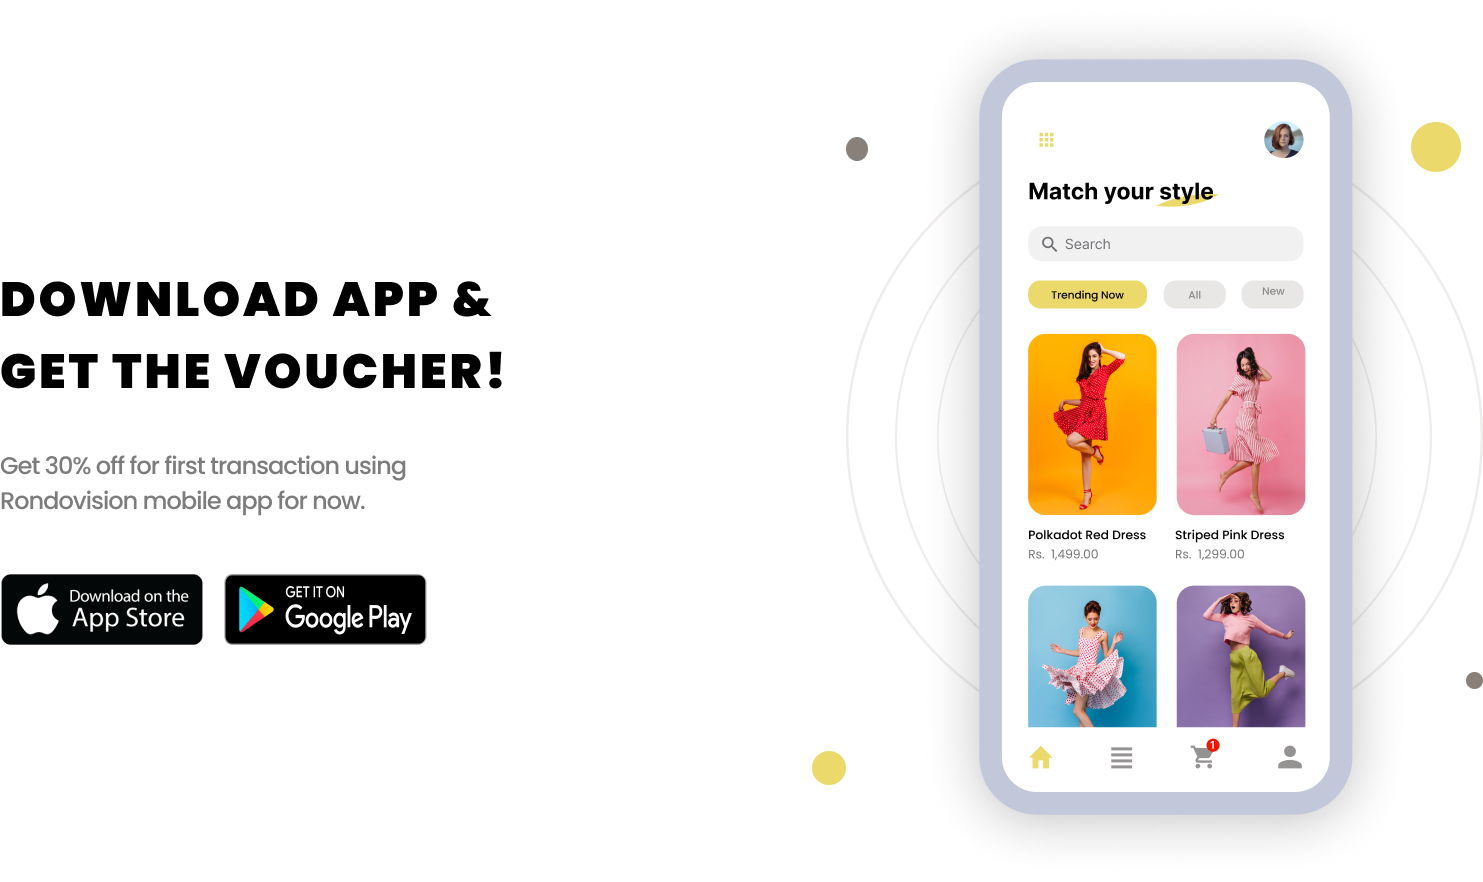 DOWNLOAD APP &
GET THE VOUCHER!
Get 30% off for first transaction using
Rondovision mobile app for now.
Download on the
App Store
GET IT ON
Google Play
Match your style
Search
Trending Now
All
New
Polkadot Red Dress
Striped Pink Dress
Rs. 1,499.00
Rs. 1,299.00
1